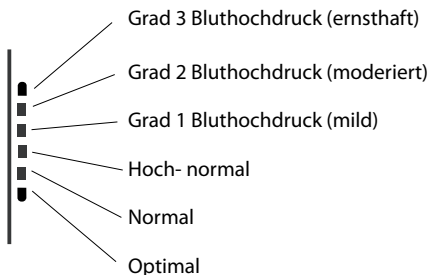 Grad 3 Bluthochdruck (ernsthaft)
Grad 2 Bluthochdruck (moderiert)
Grad 1 Bluthochdruck (mild)
Hoch- normal
Normal
Optimal